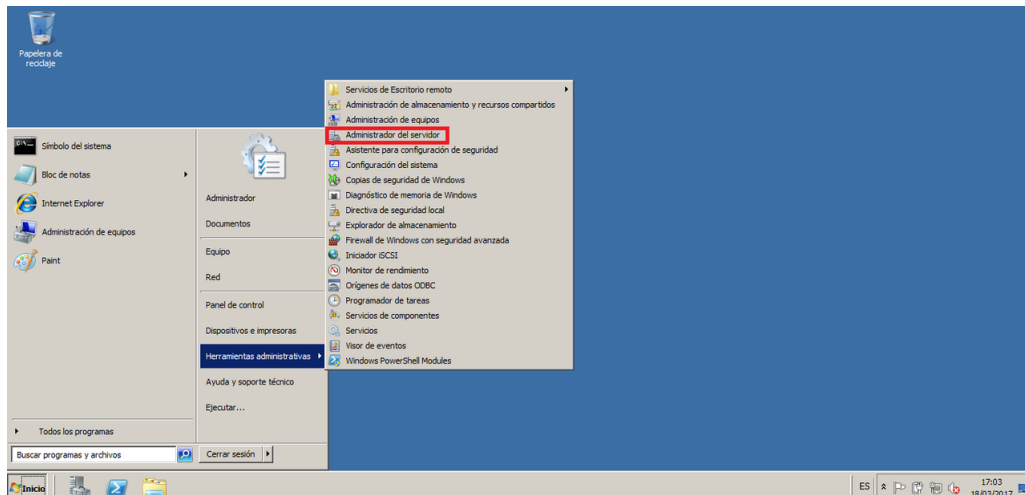 Papelera de
reciclaje
Símbolo del sistema
Bloc de notas
Internet Explorer
Administración de equipos
Paint
Todos los programas
Buscar programas y archivos
Administrador
Documentos
Equipo
Red
Panel de control
Dispositivos e impresoras
Herramientas administrativas
Ayuda y soporte técnico
Ejecutar...
Cerrar sesión
Servicios de Escritorio remoto
Administración de almacenamiento y recursos compartidos
Administración de equipos
Administrador del servidor
Asistente para configuración de seguridad
Configuración del sistema
Copias de seguridad de Windows
Diagnóstico de memoria de Windows
Directiva de seguridad local
Explorador de almacenamiento
Firewall de Windows con seguridad avanzada
Iniciador iSCSI
Monitor de rendimiento
Orígenes de datos ODBC
Programador de tareas
Servicios de componentes
Servicios
Visor de eventos
Windows PowerShell Modules
Inicio
ES
17:03
18/03/2017